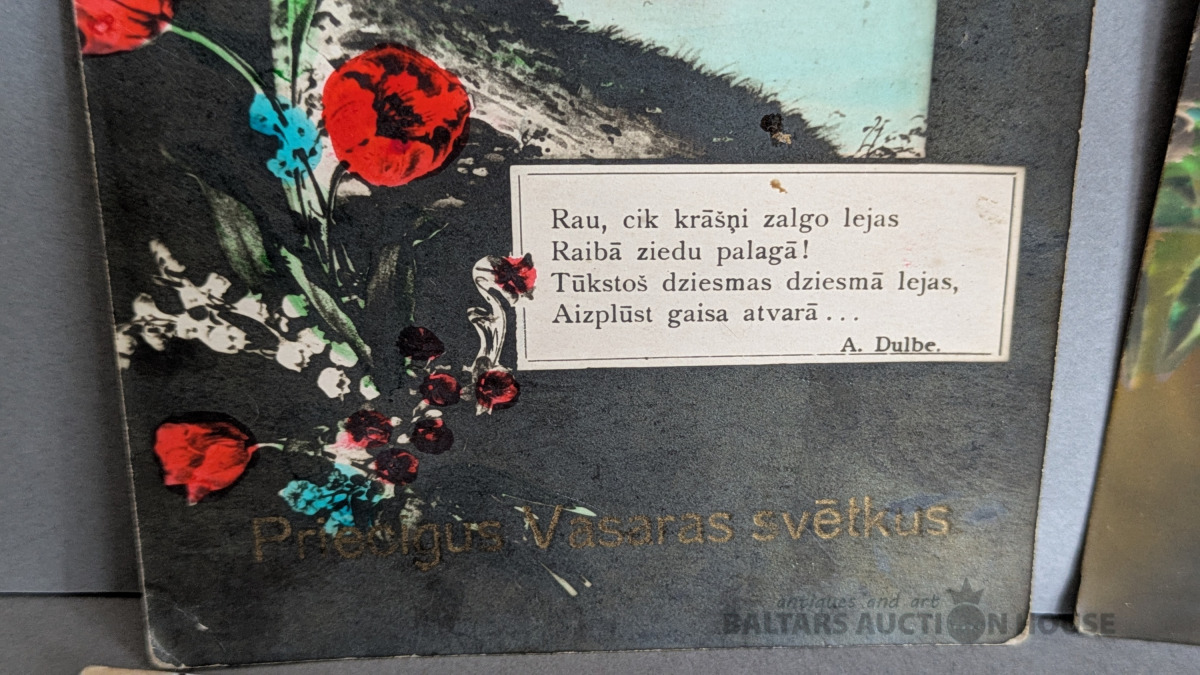 Rau, cik krāšņi zalgo lejas
Raibā ziedu palagā!
Tūkstoš dziesmas dziesmā lejas,
Aizplūst gaisa atvarā...
A. Dulbe.
Priecīgus Vasaras svētkus
antiques and art
BALTARS AUCTION HOUSE